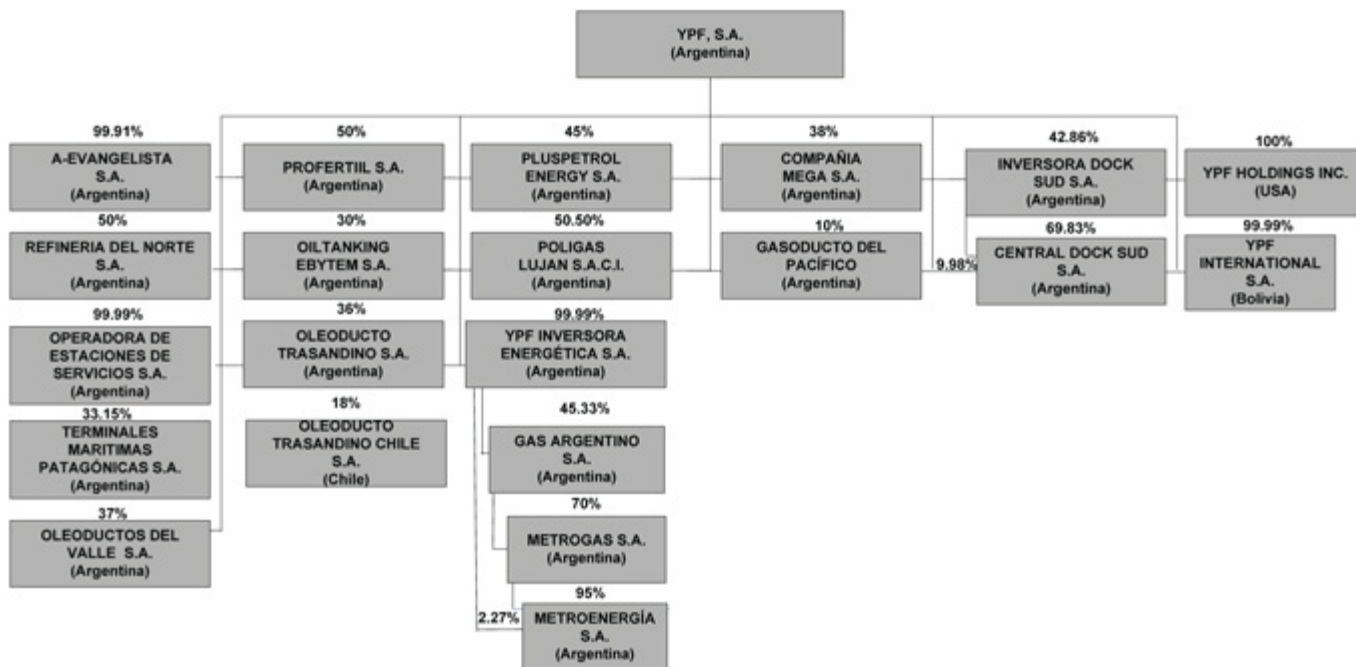 YPF, S.A.
(Argentina)
99.91%
A-EVANGELISTA
S.A.
(Argentina)
50%
PROFERTIIL S.A.
(Argentina)
45%
PLUSPETROL
ENERGY S.A.
(Argentina)
38%
COMPAÑIA
MEGA S.A.
(Argentina)
42.86%
INVERSORA DOCK
SUD S.A.
(Argentina)
100%
YPF HOLDINGS INC.
(USA)
50%
REFINERIA DEL NORTE
S.A.
(Argentina)
30%
OILTANKING
EBYTEM S.A.
(Argentina)
50.50%
POLIGAS
LUJAN S.A.C.I.
(Argentina)
10%
GASODUCTO DEL
PACÍFICO
(Argentina)
9.98%
69.83%
CENTRAL DOCK SUD
S.A.
(Argentina)
99.99%
YPF
INTERNATIONAL
S.A.
(Bolivia)
99.99%
OPERADORA DE
ESTACIONES DE
SERVICIOS S.A.
(Argentina)
36%
OLEODUCTO
TRASANDINO S.A.
(Argentina)
99.99%
YPF INVERSORA
ENERGÉTICA S.A.
(Argentina)
33.15%
TERMINALES
MARITIMAS
PATAGÓNICAS S.A.
(Argentina)
18%
OLEODUCTO
TRASANDINO CHILE
S.A.
(Chile)
45.33%
GAS ARGENTINO
S.A.
(Argentina)
37%
OLEODUCTOS DEL
VALLE S.A.
(Argentina)
70%
METROGAS S.A.
(Argentina)
2.27%
95%
METROENERGÍA
S.A.
(Argentina)